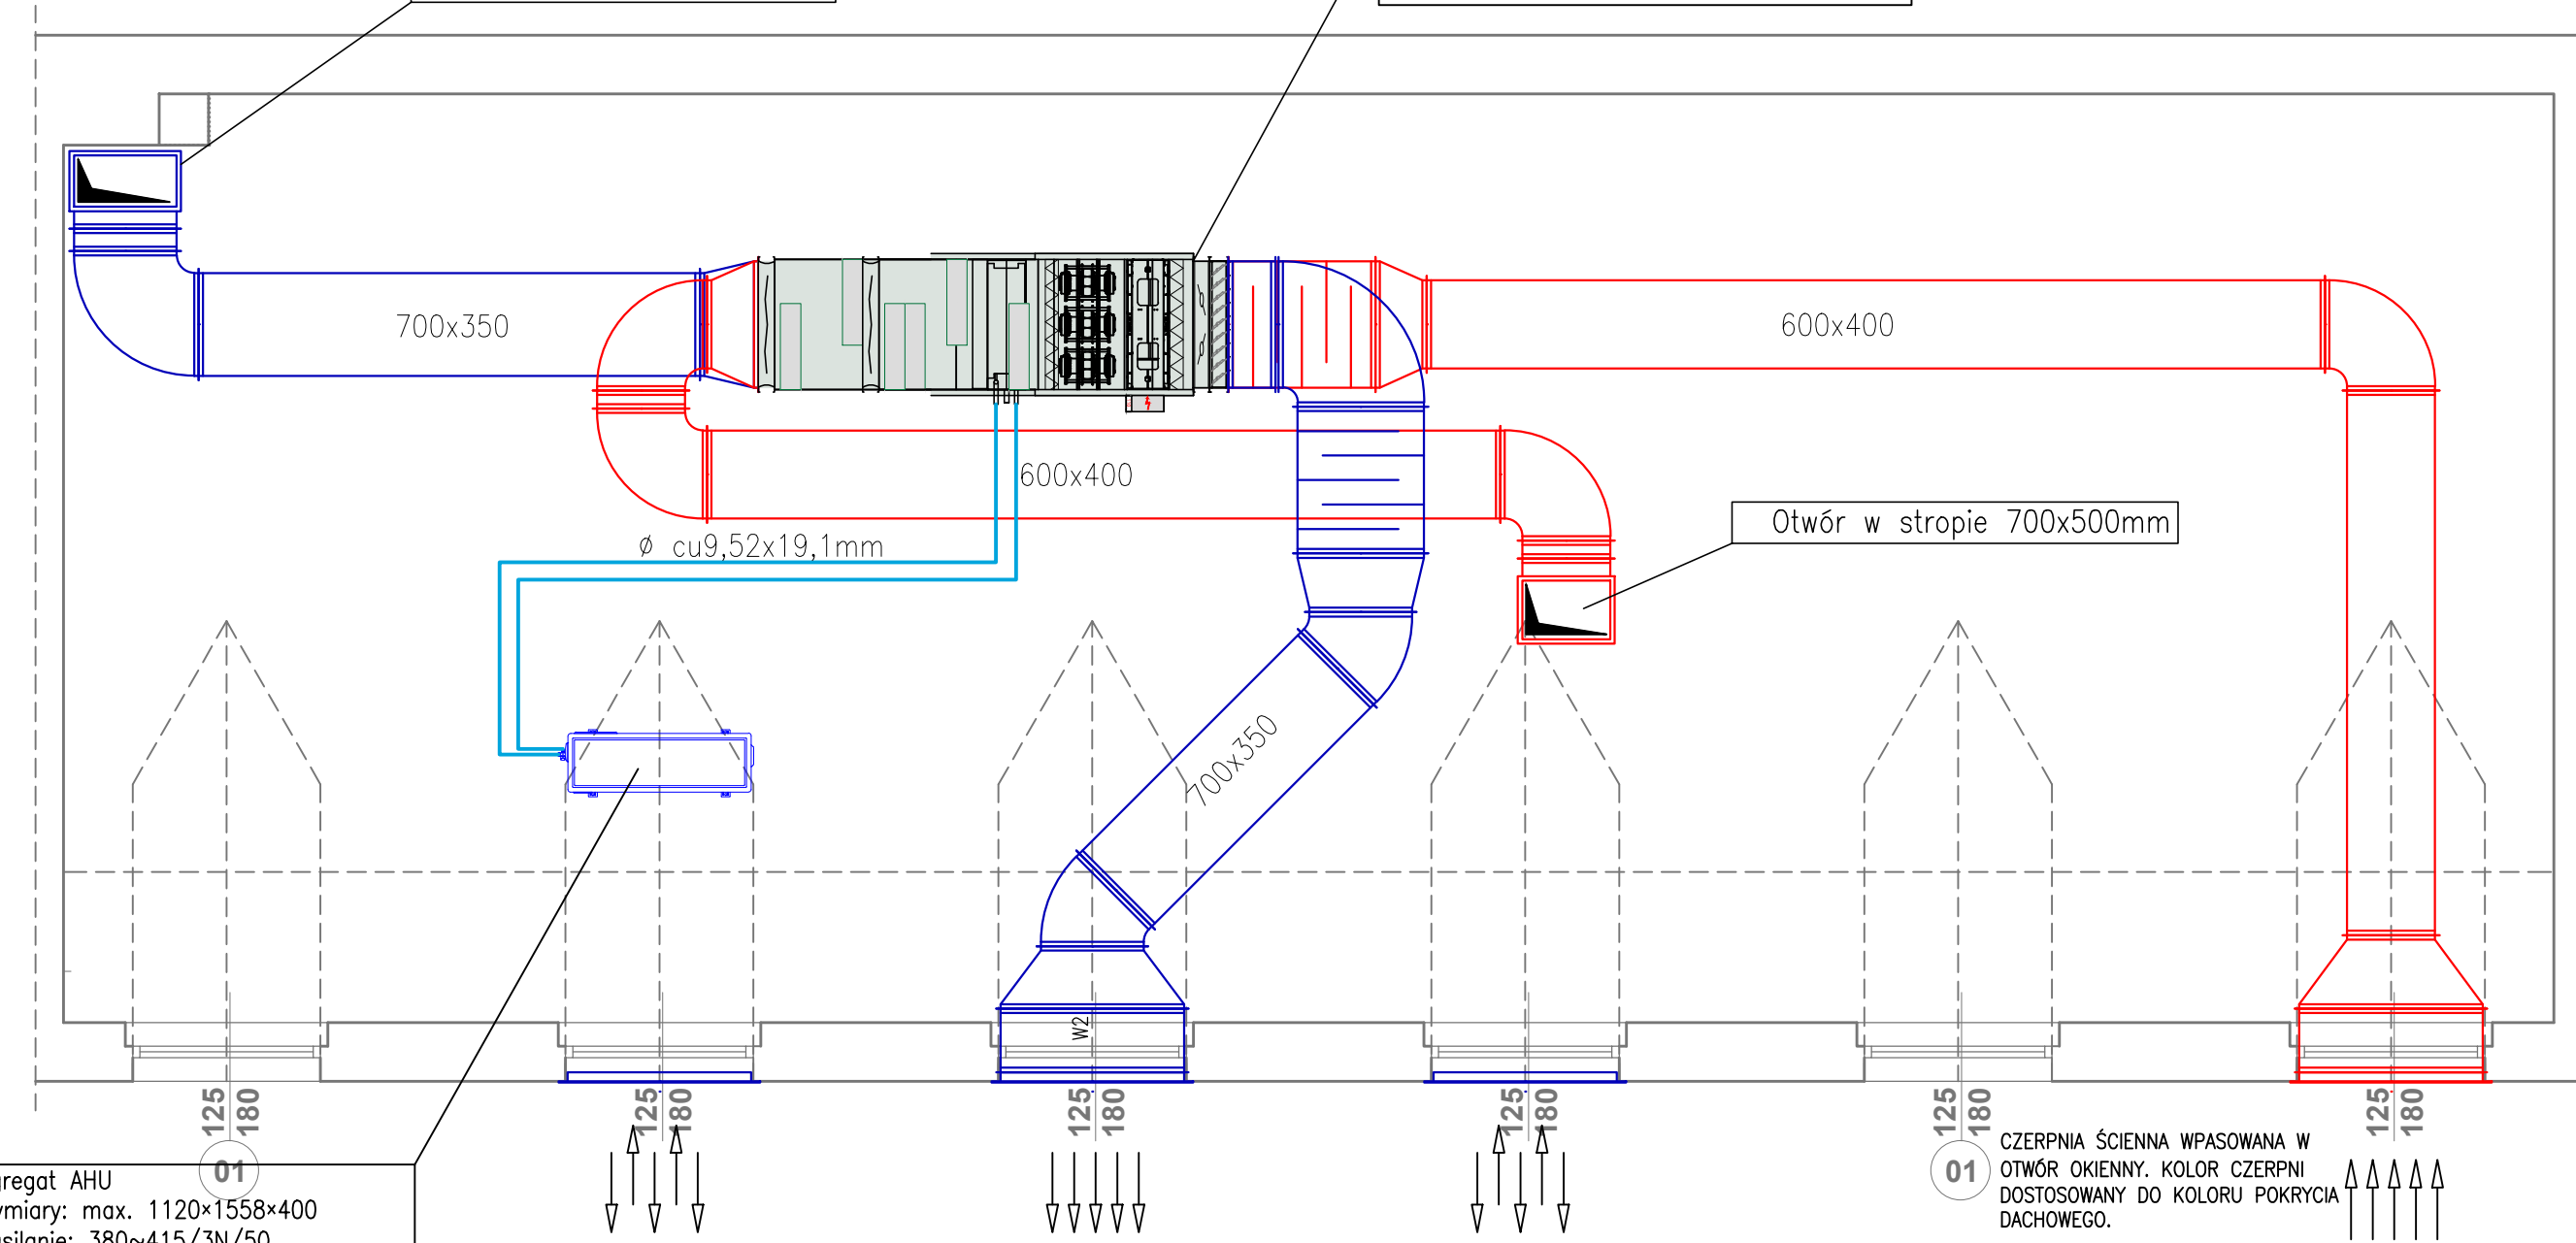 700x350
600x400
600x400
Otwór w stropie 700x500mm
Ø cu9,52x19,1mm
700x350
W2
125
180
125
180
125
180
125
180
125
180
125
180
01
01
CZERPNIA ŚCIENNA WPASOWANA W
OTWÓR OKIENNY. KOLOR CZERPNI
DOSTOSOWANY DO KOLORU POKRYCIA
DACHOWEGO.
regat AHU
miary: max. 1120×1558×400
silanie: 380~415/3N/50